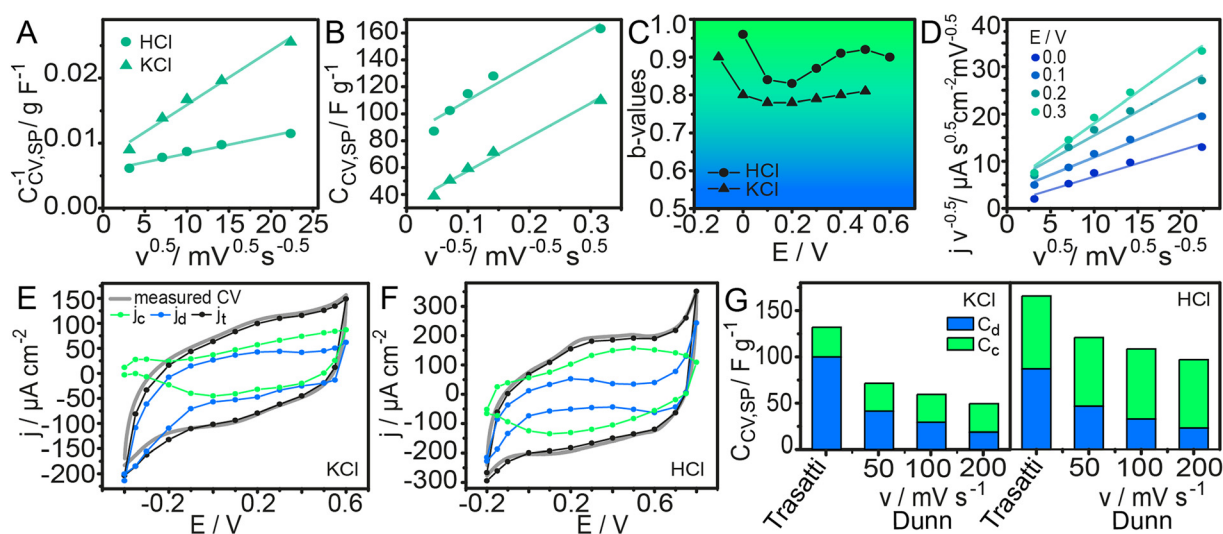 A
HCl
KCl
C⁻¹CV,SP/ g F⁻¹
0.02
0.01
0.00
0 5 10 15 20 25
v⁰·⁵/ mV⁰·⁵s⁻⁰·⁵
B
CCV,SP/ F g⁻¹
160
140
120
100
80
60
40
0.0 0.1 0.2 0.3
v⁻⁰·⁵/ mV⁻⁰·⁵s⁰·⁵
C
b-values
1.0
0.9
0.8
0.7
0.6
0.5
HCl
KCl
-0.2 0 0.2 0.4 0.6
E / V
D
E / V
0.0
0.1
0.2
0.3
j v⁻⁰·⁵/ µA s⁰·⁵cm⁻²mV⁻⁰·⁵
40
30
20
10
0
0 5 10 15 20
v⁰·⁵/ mV⁰·⁵s⁻⁰·⁵
E
measured CV
jc jd jt
j / µA cm⁻²
150
100
50
0
-50
-100
-150
-200
KCl
-0.2 0.2 0.6
E / V
F
j / µA cm⁻²
300
200
100
0
-100
-200
-300
HCl
-0.2 0.2 0.6
E / V
G
KCl
HCl
Cd
Cc
CCV,SP/ F g⁻¹
150
100
50
0
Trasatti 50 100 200 Trasatti 50 100 200
v / mV s⁻¹ v / mV s⁻¹
Dunn Dunn